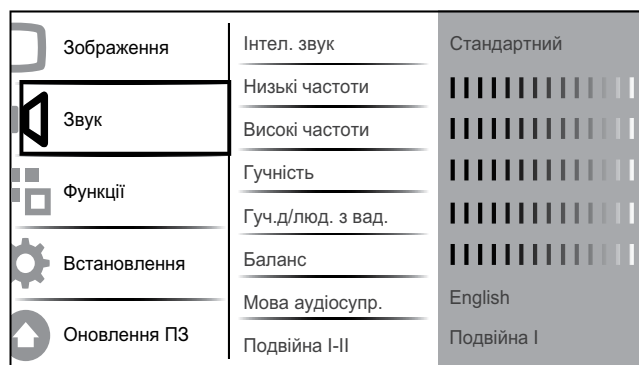 Зображення
Звук
Функції
Встановлення
Оновлення ПЗ
Інтел. звук
Низькі частоти
Високі частоти
Гучність
Гуч.д/люд. з вад.
Баланс
Мова аудіосупр.
Подвійна I-II
Стандартний
English
Подвійна I